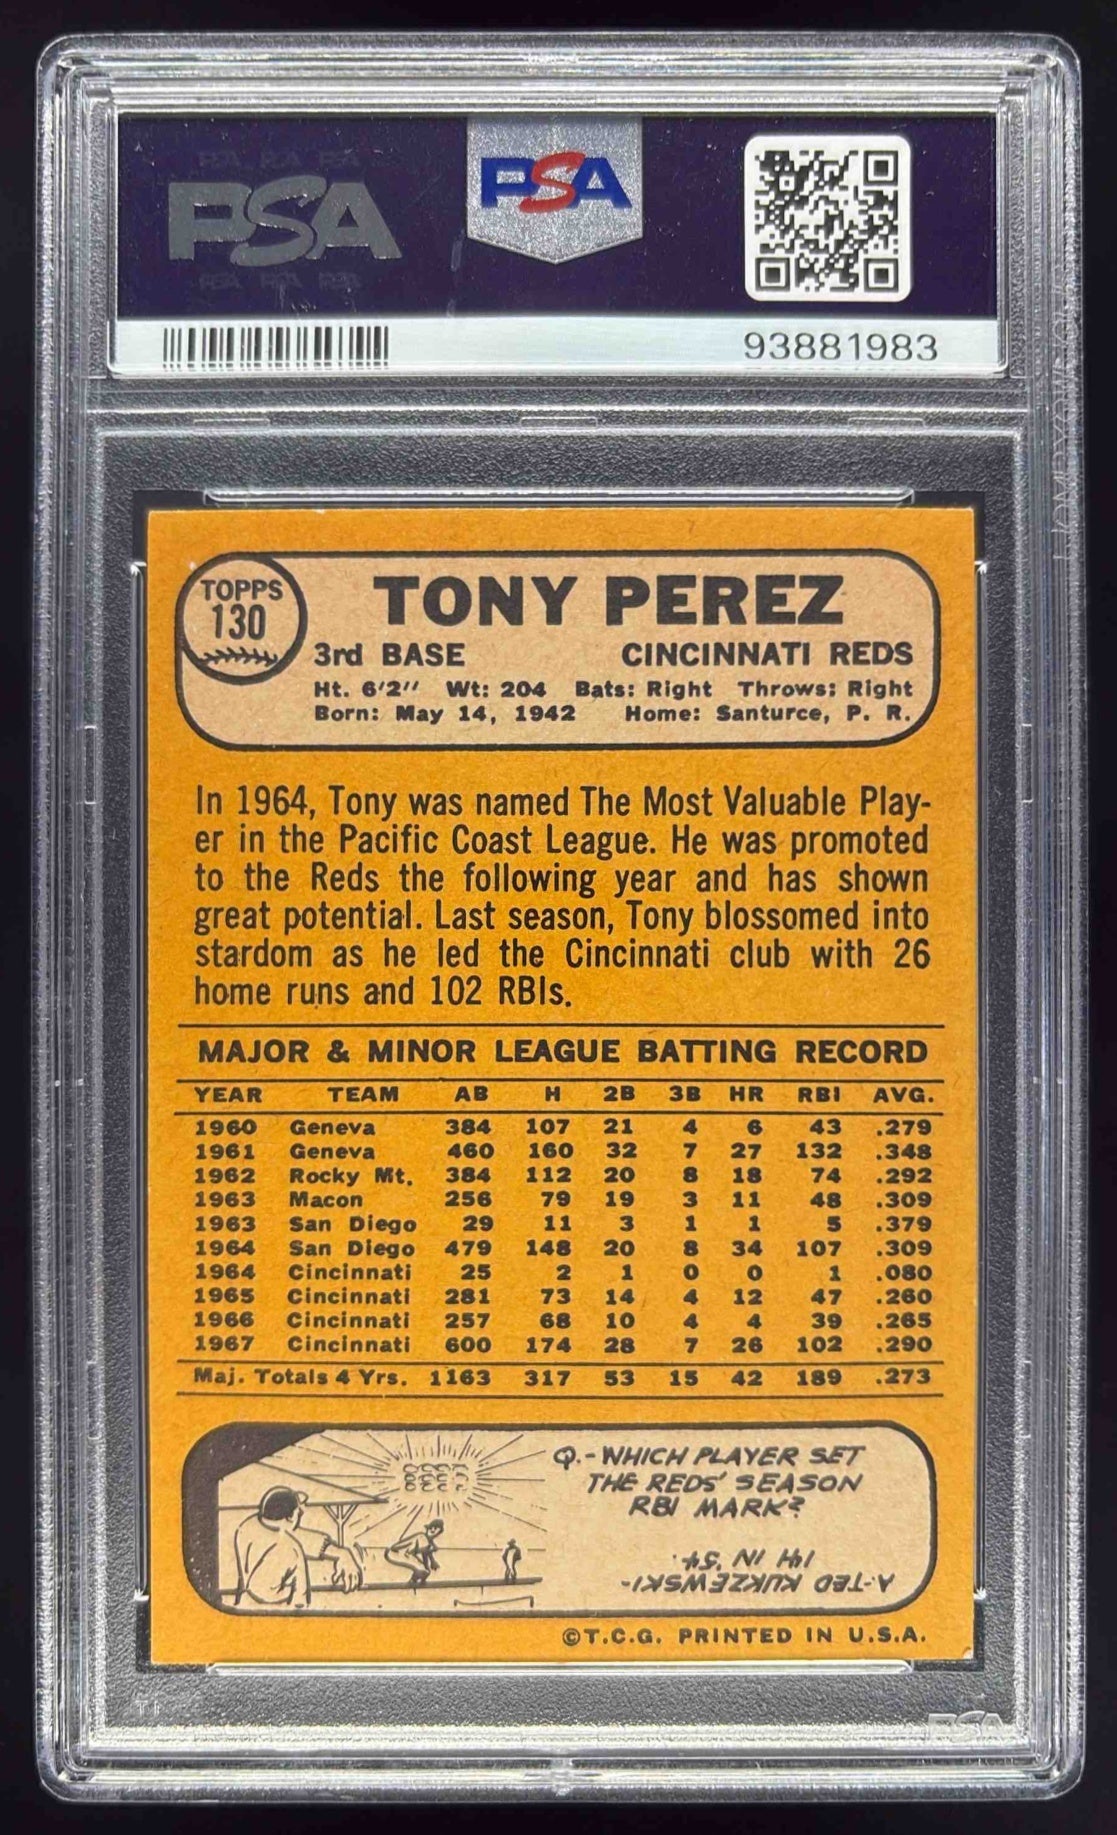 PSA PSA PSA
PSA
PSA PSA PSA
PSA
93881983
TOPPS
130
TONY PEREZ
3rd BASE CINCINNATI REDS
Ht. 6'2" Wt: 204 Bats: Right Throws: Right
Born: May 14, 1942 Home: Santurce, P. R.
In 1964, Tony was named The Most Valuable Play-
er in the Pacific Coast League. He was promoted
to the Reds the following year and has shown
great potential. Last season, Tony blossomed into
stardom as he led the Cincinnati club with 26
home runs and 102 RBIs.
MAJOR & MINOR LEAGUE BATTING RECORD
YEAR TEAM AB H 2B 3B HR RBI AVG.
1960 Geneva 384 107 21 4 6 43 .279
1961 Geneva 460 160 32 7 27 132 .348
1962 Rocky Mt. 384 112 20 8 18 74 .292
1963 Macon 256 79 19 3 11 48 .309
1963 San Diego 29 11 3 1 1 5 .379
1964 San Diego 479 148 20 8 34 107 .309
1964 Cincinnati 25 2 1 0 0 1 .080
1965 Cincinnati 281 73 14 4 12 47 .260
1966 Cincinnati 257 68 10 4 4 39 .265
1967 Cincinnati 600 174 28 7 26 102 .290
Maj. Totals 4 Yrs. 1163 317 53 15 42 189 .273
Q.-WHICH PLAYER SET
THE REDS' SEASON
RBI MARK?
A-TED KUKZEWSKI-
141 IN '54.
©T.C.G. PRINTED IN U.S.A.
PSA